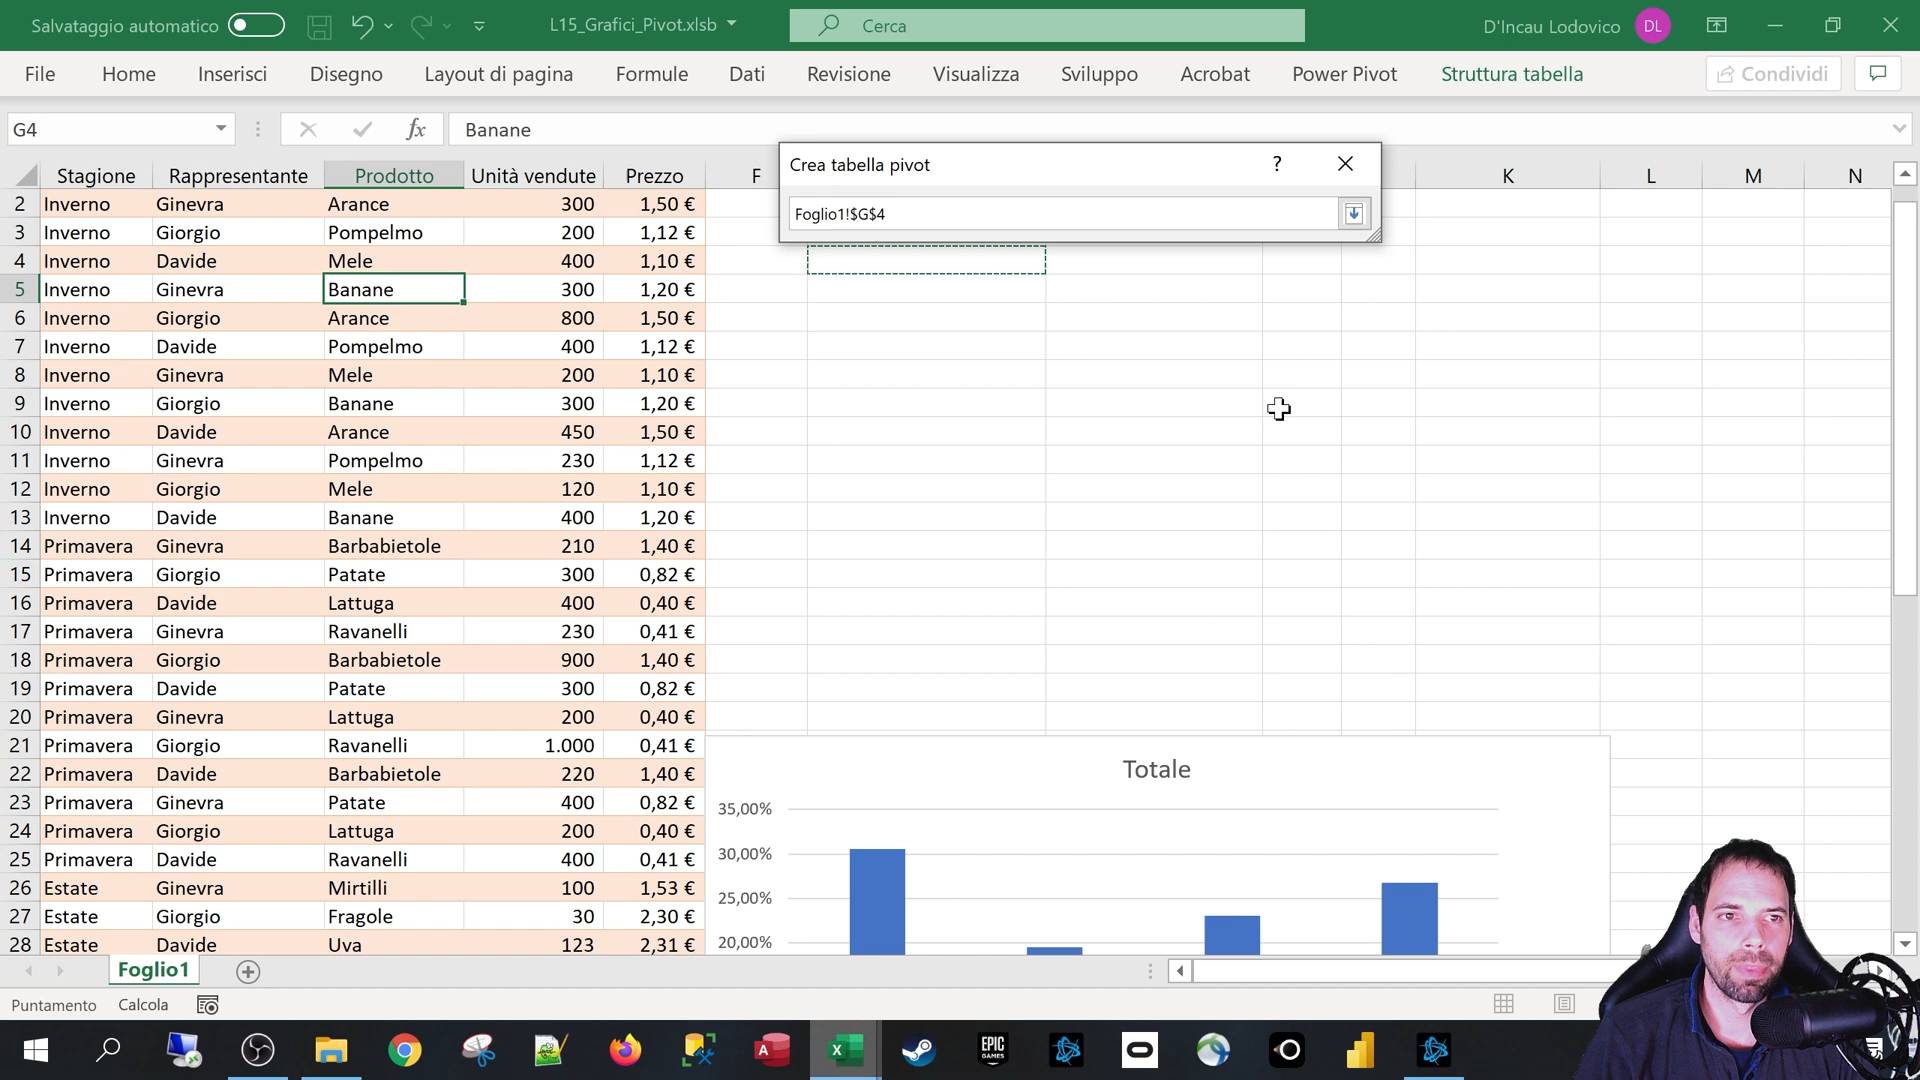 Salvataggio automatico
L15_Grafici_Pivot.xlsb
Cerca
D'Incau Lodovico
DL
File Home Inserisci Disegno Layout di pagina Formule Dati Revisione Visualizza Sviluppo Acrobat Power Pivot Struttura tabella Condividi
G4 fx Banane
Crea tabella pivot ?
Foglio1!$G$4
Stagione Rappresentante Prodotto Unità vendute Prezzo F K L M N
2 Inverno Ginevra Arance 300 1,50 €
3 Inverno Giorgio Pompelmo 200 1,12 €
4 Inverno Davide Mele 400 1,10 €
5 Inverno Ginevra Banane 300 1,20 €
6 Inverno Giorgio Arance 800 1,50 €
7 Inverno Davide Pompelmo 400 1,12 €
8 Inverno Ginevra Mele 200 1,10 €
9 Inverno Giorgio Banane 300 1,20 €
10 Inverno Davide Arance 450 1,50 €
11 Inverno Ginevra Pompelmo 230 1,12 €
12 Inverno Giorgio Mele 120 1,10 €
13 Inverno Davide Banane 400 1,20 €
14 Primavera Ginevra Barbabietole 210 1,40 €
15 Primavera Giorgio Patate 300 0,82 €
16 Primavera Davide Lattuga 400 0,40 €
17 Primavera Ginevra Ravanelli 230 0,41 €
18 Primavera Giorgio Barbabietole 900 1,40 €
19 Primavera Davide Patate 300 0,82 €
20 Primavera Ginevra Lattuga 200 0,40 €
21 Primavera Giorgio Ravanelli 1.000 0,41 €
22 Primavera Davide Barbabietole 220 1,40 €
23 Primavera Ginevra Patate 400 0,82 €
24 Primavera Giorgio Lattuga 200 0,40 €
25 Primavera Davide Ravanelli 400 0,41 €
26 Estate Ginevra Mirtilli 100 1,53 €
27 Estate Giorgio Fragole 30 2,30 €
28 Estate Davide Uva 123 2,31 €
Totale
35,00%
30,00%
25,00%
20,00%
Foglio1
Puntamento Calcola
EPIC
GAMES